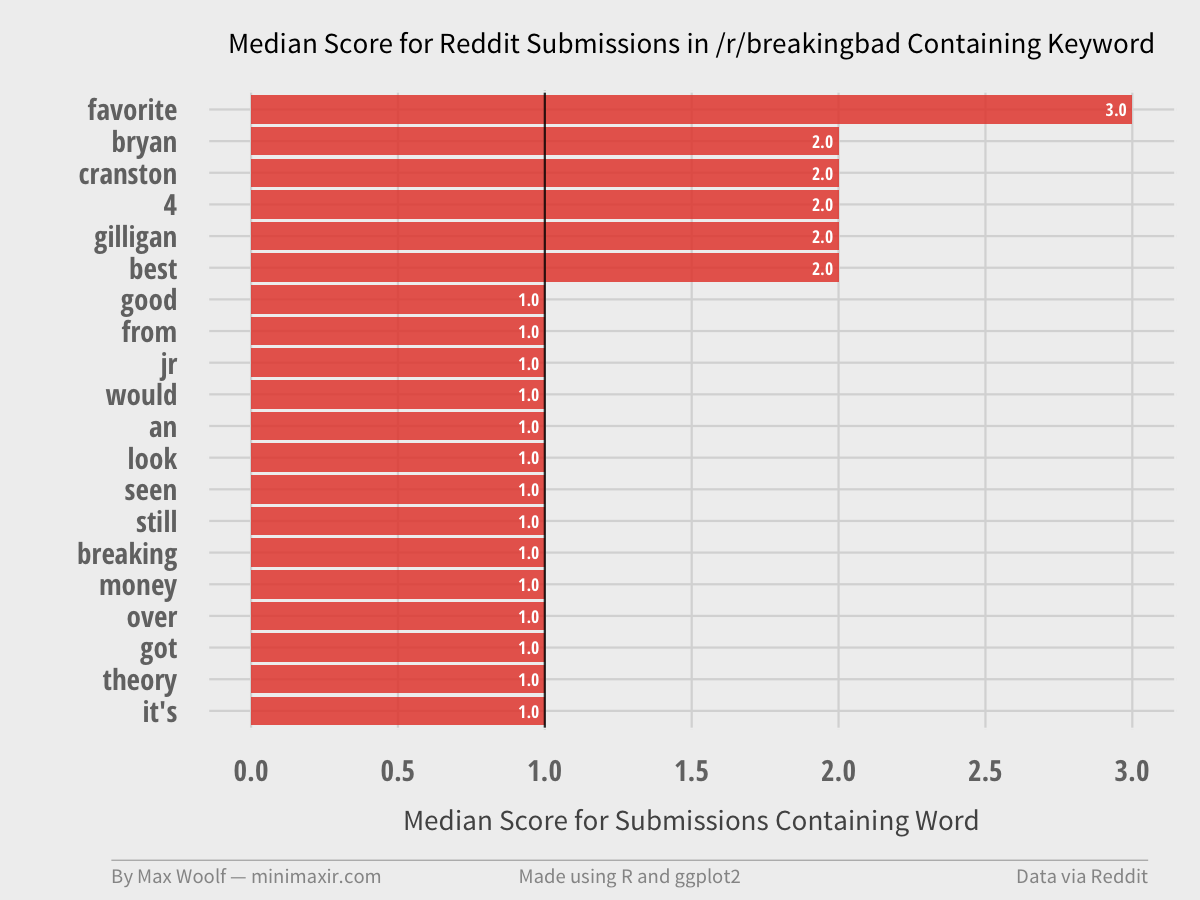 Median Score for Reddit Submissions in /r/breakingbad Containing Keyword
favorite 3.0
bryan 2.0
cranston 2.0
4 2.0
gilligan 2.0
best 2.0
good 1.0
from 1.0
jr 1.0
would 1.0
an 1.0
look 1.0
seen 1.0
still 1.0
breaking 1.0
money 1.0
over 1.0
got 1.0
theory 1.0
it's 1.0
0.0 0.5 1.0 1.5 2.0 2.5 3.0
Median Score for Submissions Containing Word
By Max Woolf — minimaxir.com Made using R and ggplot2 Data via Reddit